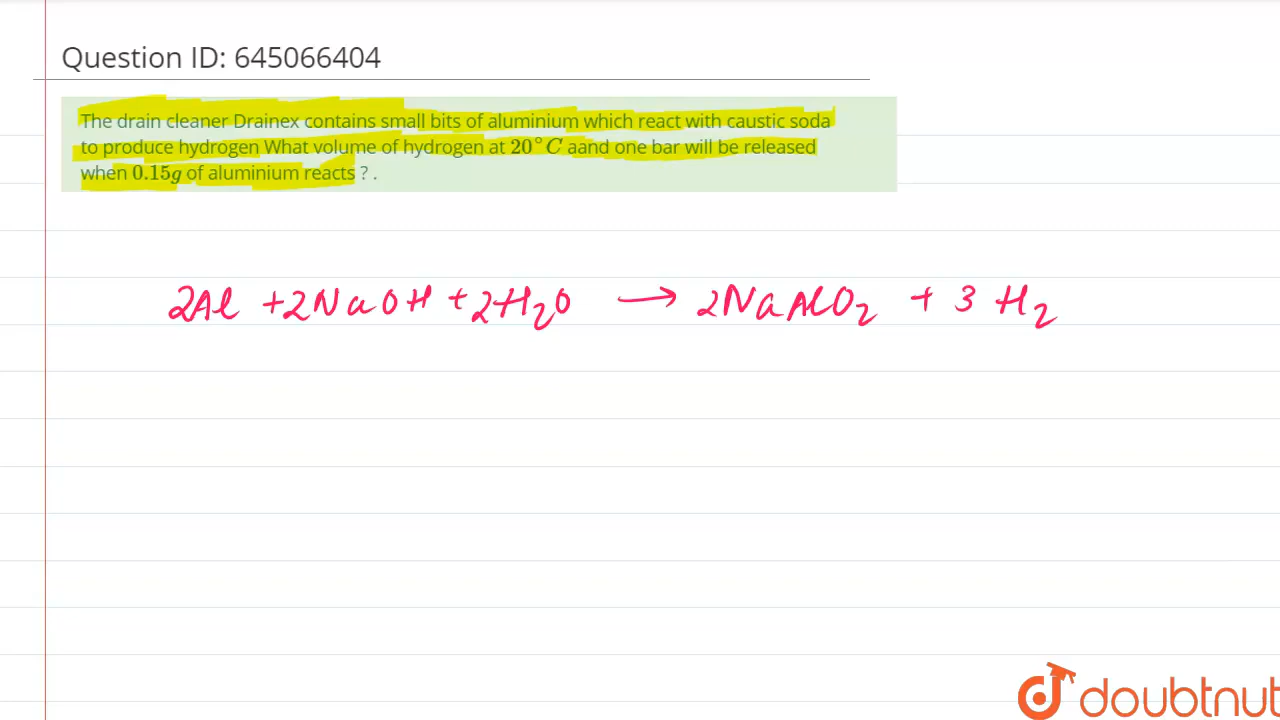 Question ID: 645066404
The drain cleaner Drainex contains small bits of aluminium which react with caustic soda
to produce hydrogen What volume of hydrogen at 20°C aand one bar will be released
when 0.15g of aluminium reacts ? .
2Al + 2NaOH + 2H₂O → 2NaAlO₂ + 3H₂
doubtnut